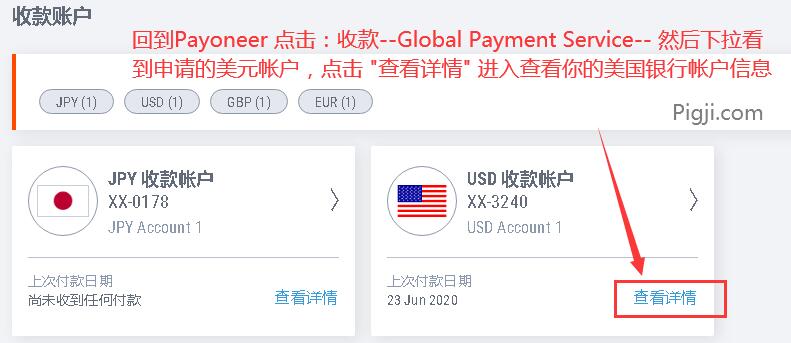 收款账户
回到Payoneer 点击：收款--Global Payment Service-- 然后下拉看
到申请的美元帐户，点击 "查看详情" 进入查看你的美国银行帐户信息
JPY (1) USD (1) GBP (1) EUR (1)
Pigji.com
JPY 收款帐户
XX-0178
JPY Account 1
上次付款日期
尚未收到任何付款
查看详情
USD 收款帐户
XX-3240
USD Account 1
上次付款日期
23 Jun 2020
查看详情